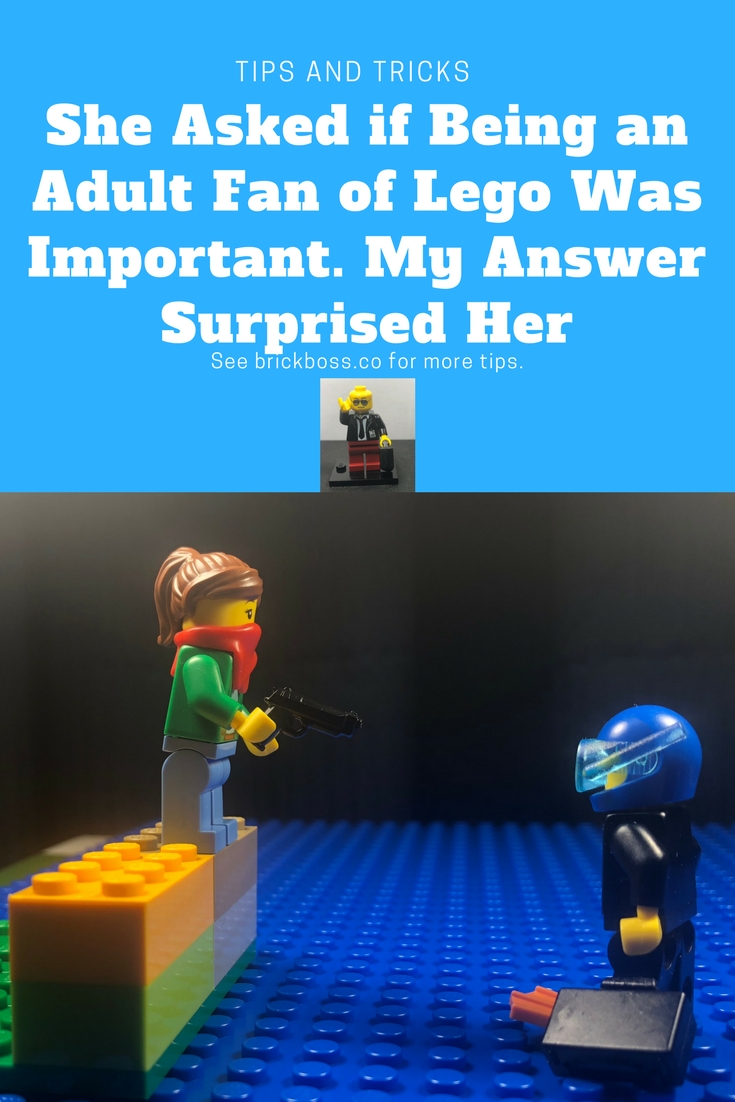 TIPS AND TRICKS
She Asked if Being an
Adult Fan of Lego Was
Important. My Answer
Surprised Her
See brickboss.co for more tips.